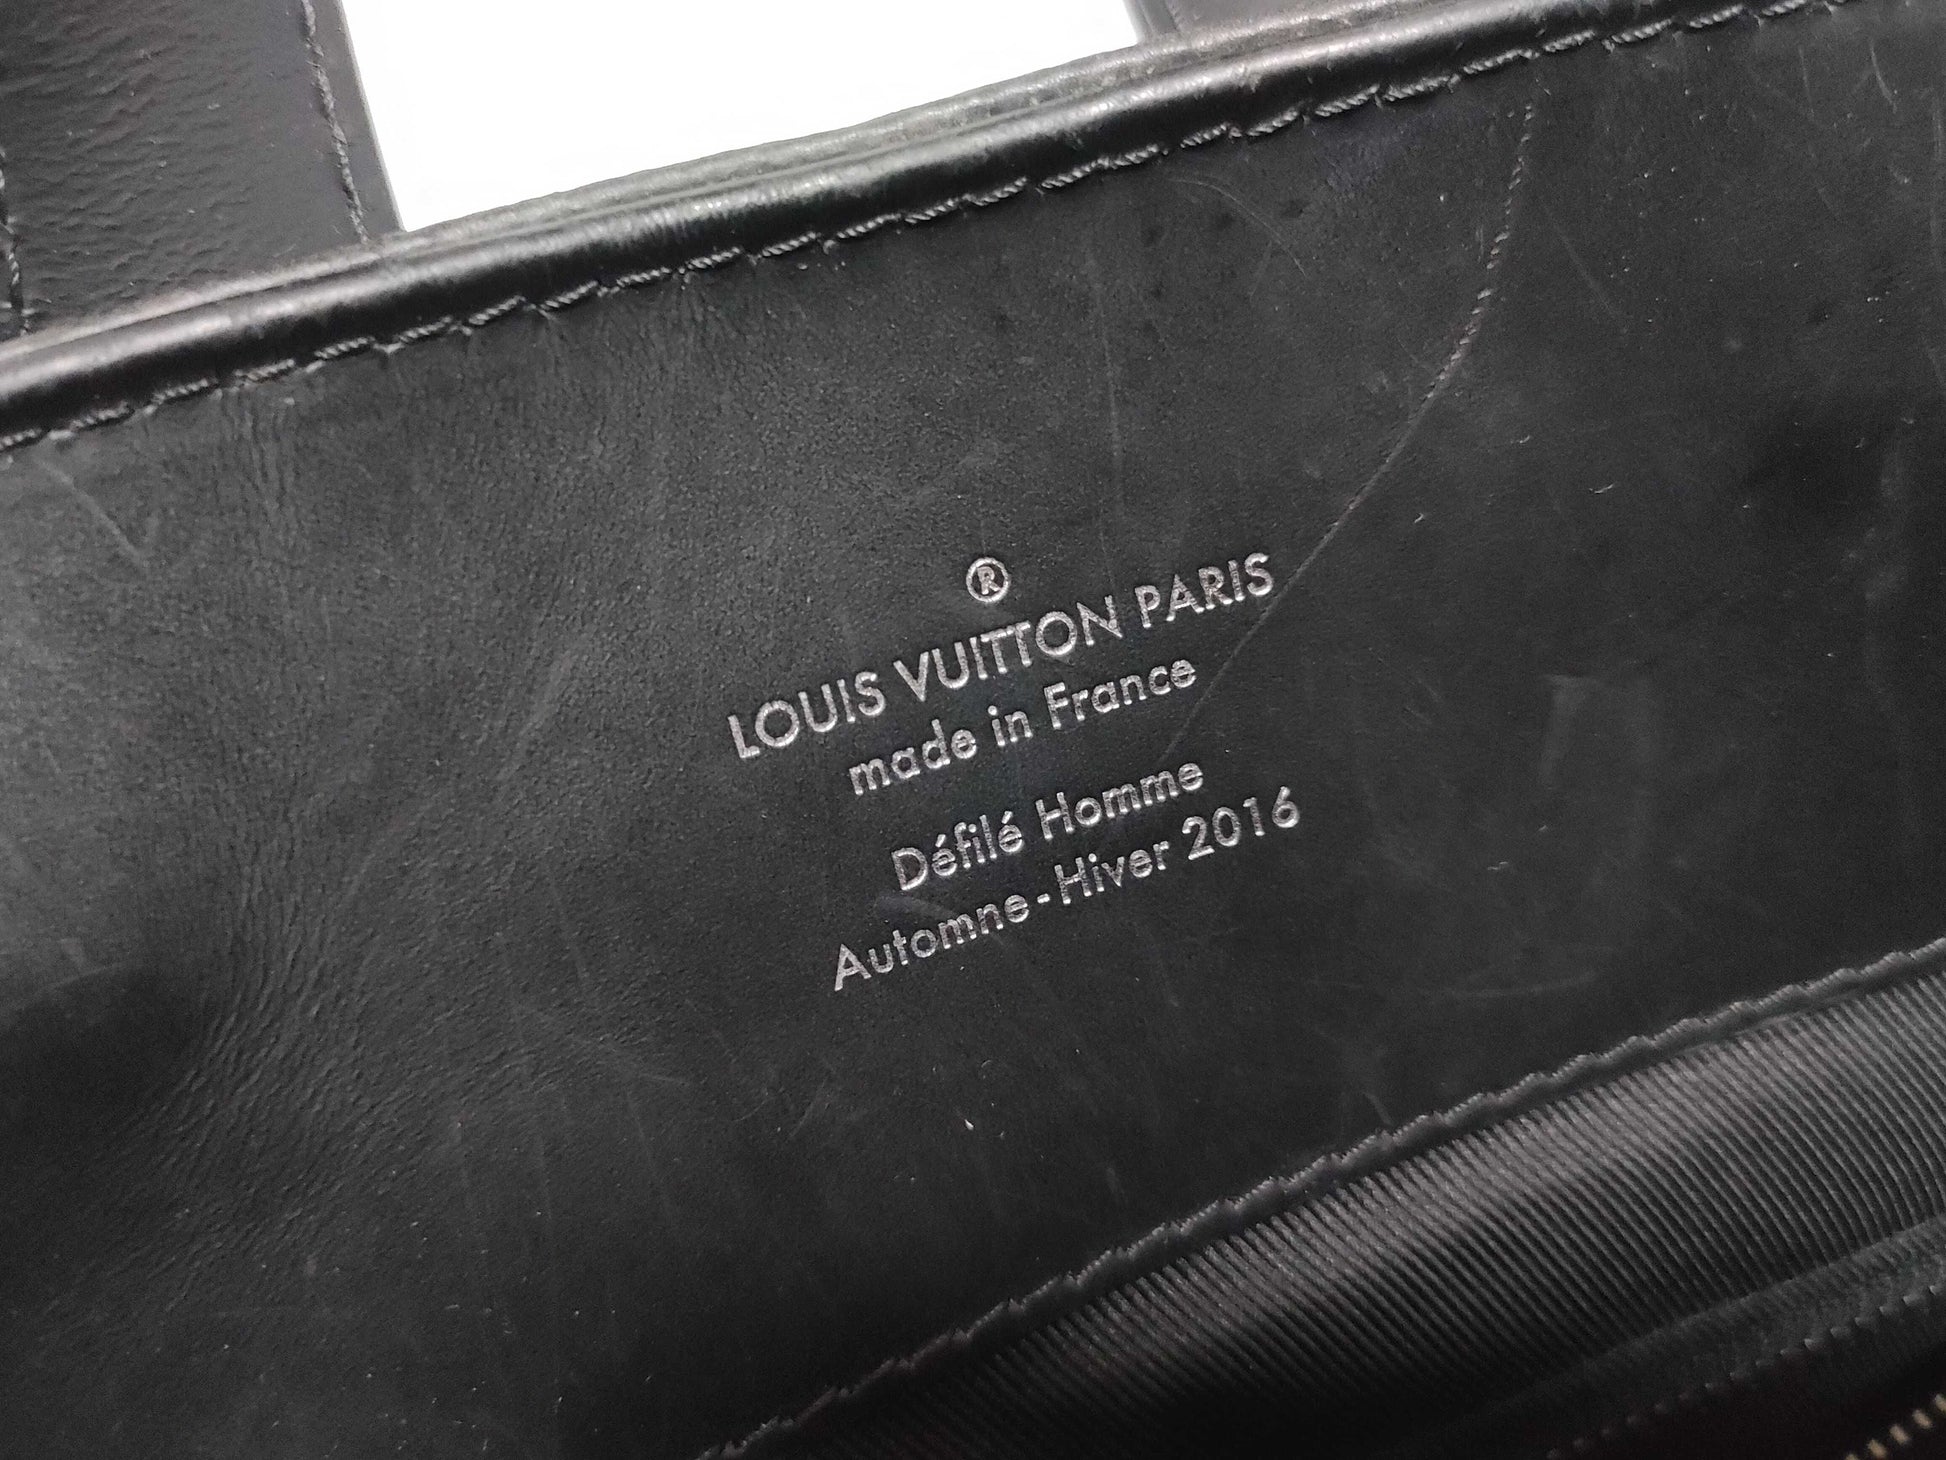 ®
LOUIS VUITTON PARIS
made in France
Défilé Homme
Automne-Hiver 2016